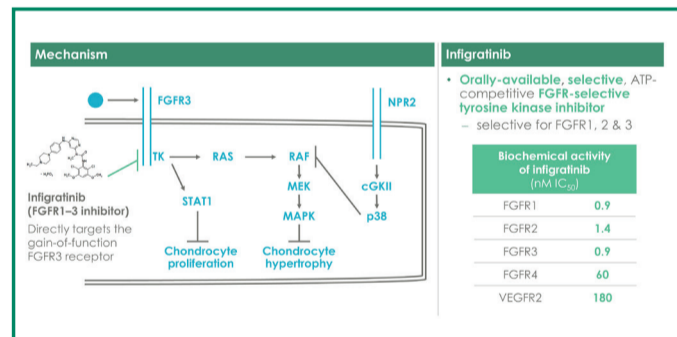 Mechanism
FGFR3
NPR2
TK
RAS
RAF
MEK
cGKII
STAT1
MAPK
p38
Chondrocyte
proliferation
Chondrocyte
hypertrophy
Infigratinib
(FGFR1–3 inhibitor)
Directly targets the
gain-of-function
FGFR3 receptor
Infigratinib
• Orally-available, selective, ATP-
competitive FGFR-selective
tyrosine kinase inhibitor
– selective for FGFR1, 2 & 3
Biochemical activity
of infigratinib
(nM IC50)
FGFR1 0.9
FGFR2 1.4
FGFR3 0.9
FGFR4 60
VEGFR2 180